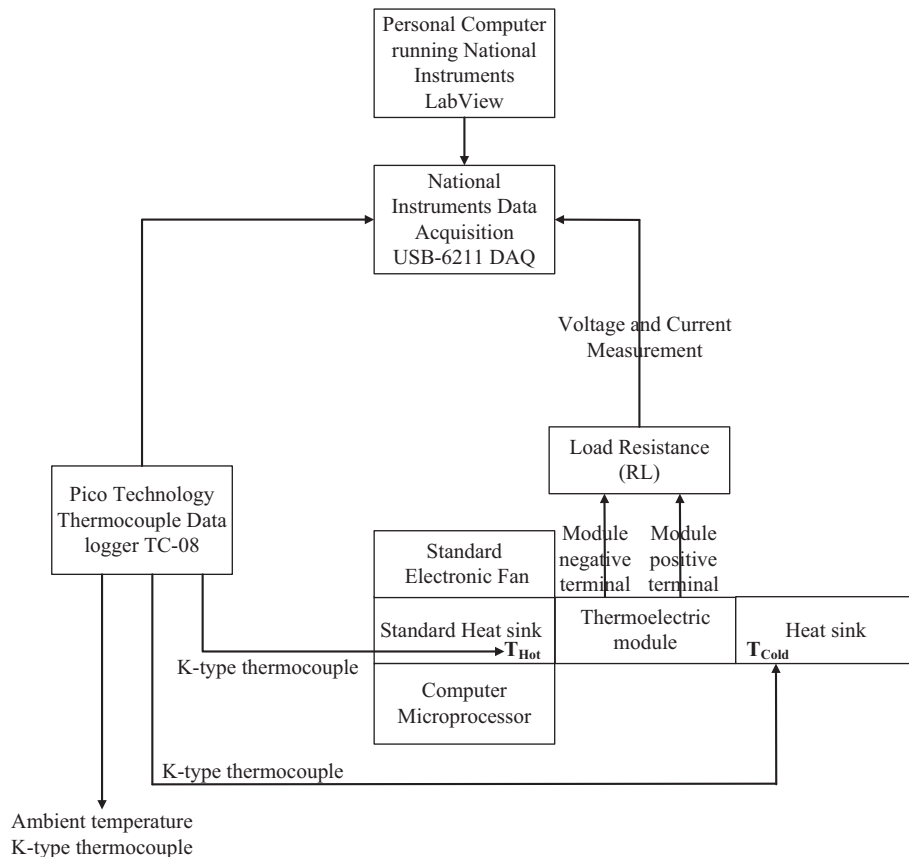 Personal Computer
running National
Instruments
LabView
National
Instruments Data
Acquisition
USB-6211 DAQ
Voltage and Current
Measurement
Load Resistance
(RL)
Pico Technology
Thermocouple Data
logger TC-08
Module
negative
terminal
Module
positive
terminal
Standard
Electronic Fan
Standard Heat sink
T_Hot
Thermoelectric
module
Heat sink
T_Cold
K-type thermocouple
Computer
Microprocessor
K-type thermocouple
Ambient temperature
K-type thermocouple